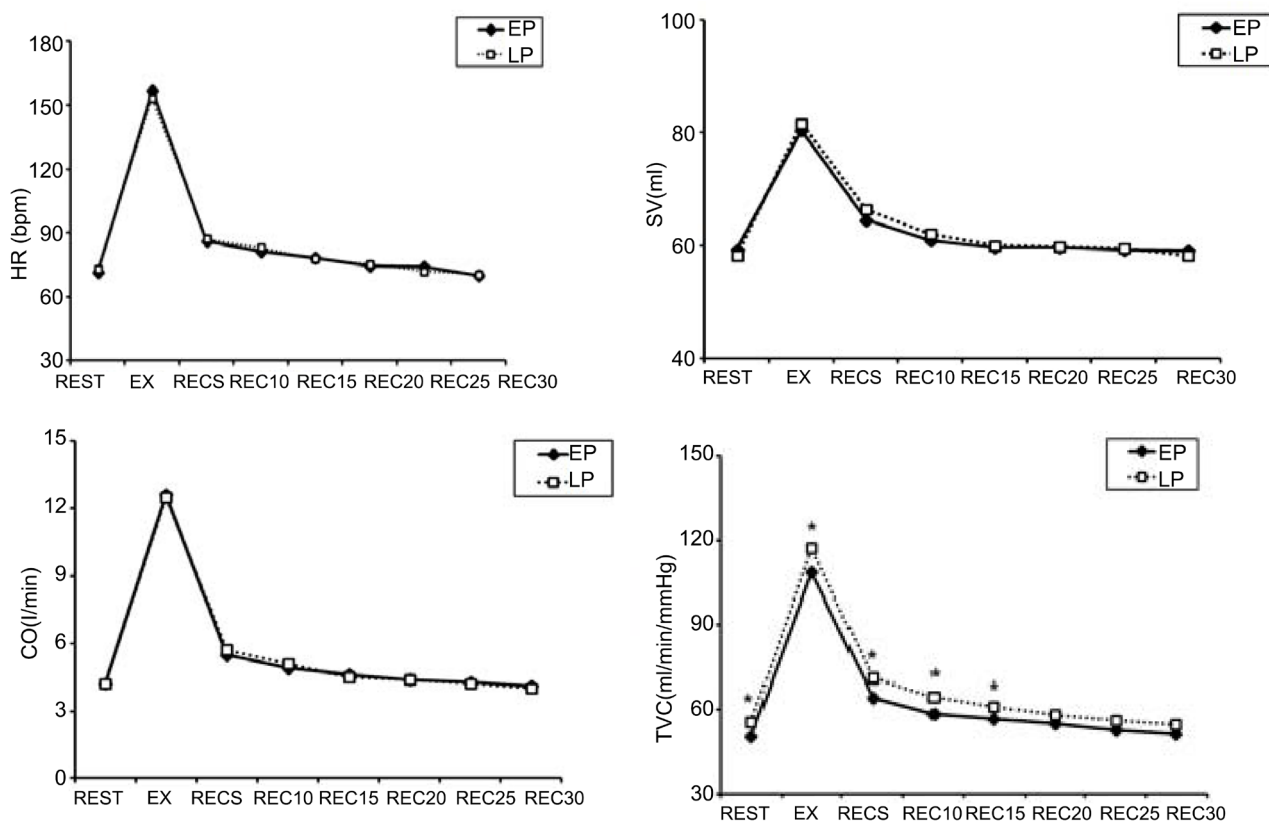 180
150
120
90
60
30
HR (bpm)
EP
LP
REST EX RECS REC10 REC15 REC20 REC25 REC30
100
80
60
40
SV(ml)
EP
LP
REST EX RECS REC10 REC15 REC20 REC25 REC30
15
12
9
6
3
0
CO(l/min)
EP
LP
REST EX RECS REC10 REC15 REC20 REC25 REC30
150
120
90
60
30
TVC(ml/min/mmHg)
EP
LP
* * * * *
REST EX RECS REC10 REC15 REC20 REC25 REC30